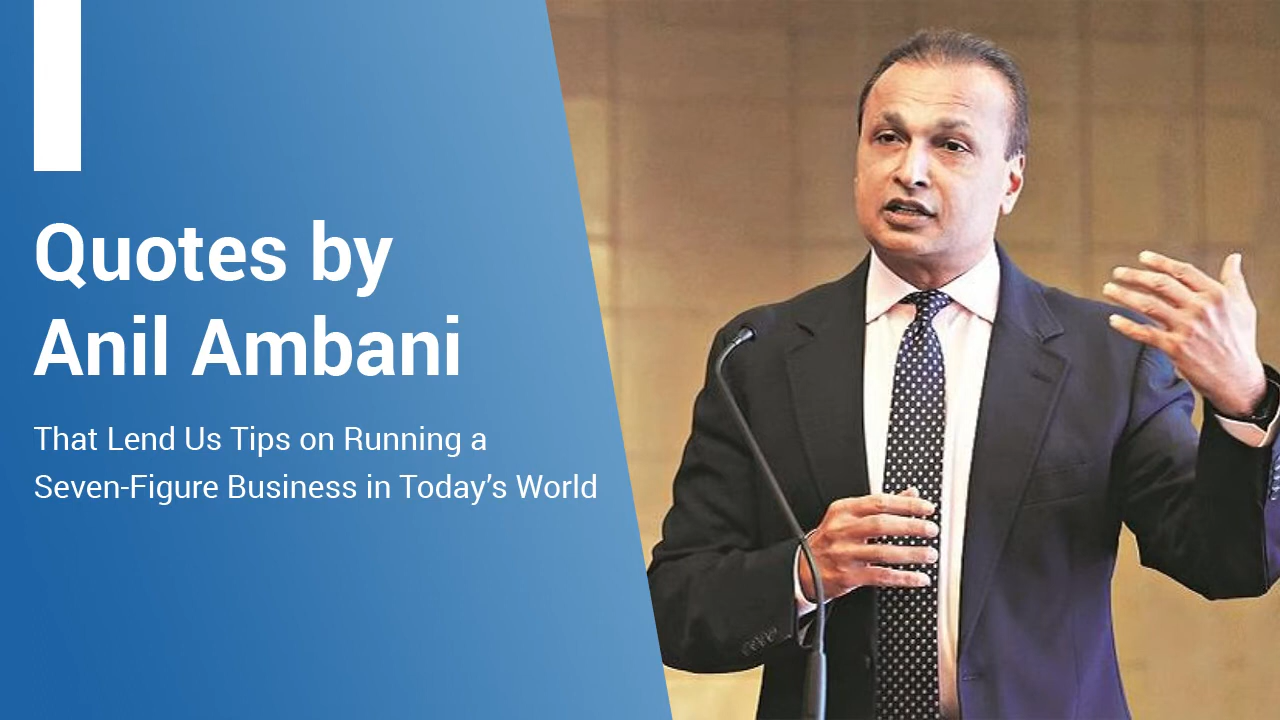 Quotes by
Anil Ambani
That Lend Us Tips on Running a
Seven-Figure Business in Today’s World